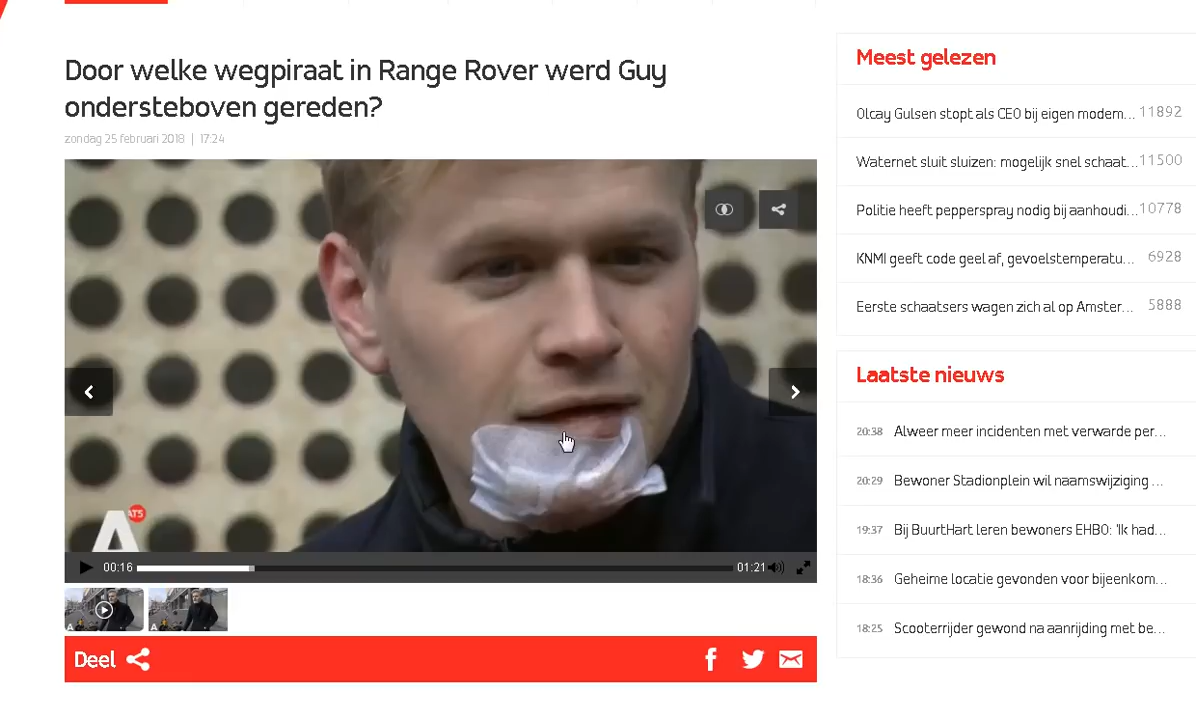 Door welke wegpiraat in Range Rover werd Guy
ondersteboven gereden?
zondag 25 februari 2018 | 17:24
AT5
A
00:16
01:21
A
A
Deel
Meest gelezen
Olcay Gulsen stopt als CEO bij eigen modem... 11892
Waternet sluit sluizen: mogelijk snel schaat... 11500
Politie heeft pepperspray nodig bij aanhoudi... 10778
KNMI geeft code geel af, gevoelstemperatu... 6928
Eerste schaatsers wagen zich al op Amster... 5888
Laatste nieuws
20:38 Alweer meer incidenten met verwarde per...
20:29 Bewoner Stadionplein wil naamswijziging ...
19:37 Bij BuurtHart leren bewoners EHBO: 'Ik had...
18:36 Geheime locatie gevonden voor bijeenkom...
18:25 Scooterrijder gewond na aanrijding met be...